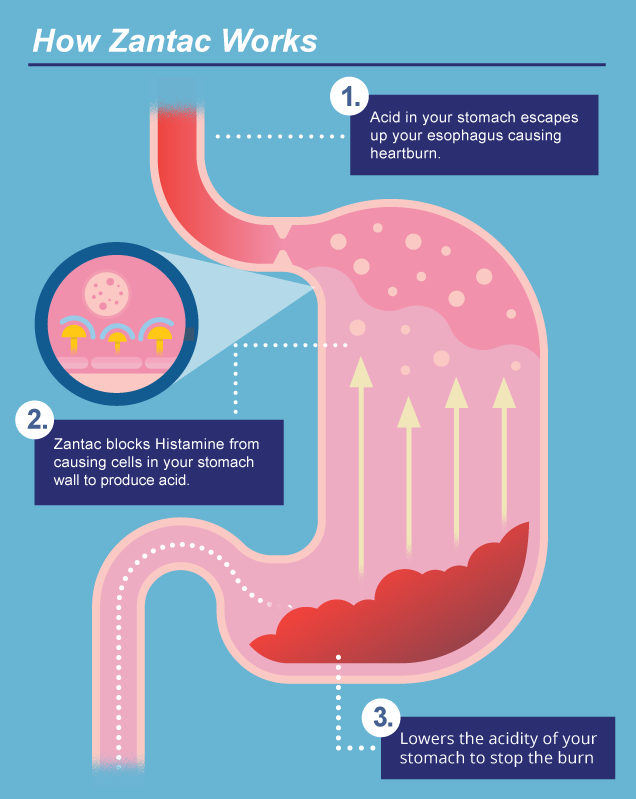 How Zantac Works
1.
Acid in your stomach escapes
up your esophagus causing
heartburn.
2.
Zantac blocks Histamine from
causing cells in your stomach
wall to produce acid.
3.
Lowers the acidity of your
stomach to stop the burn